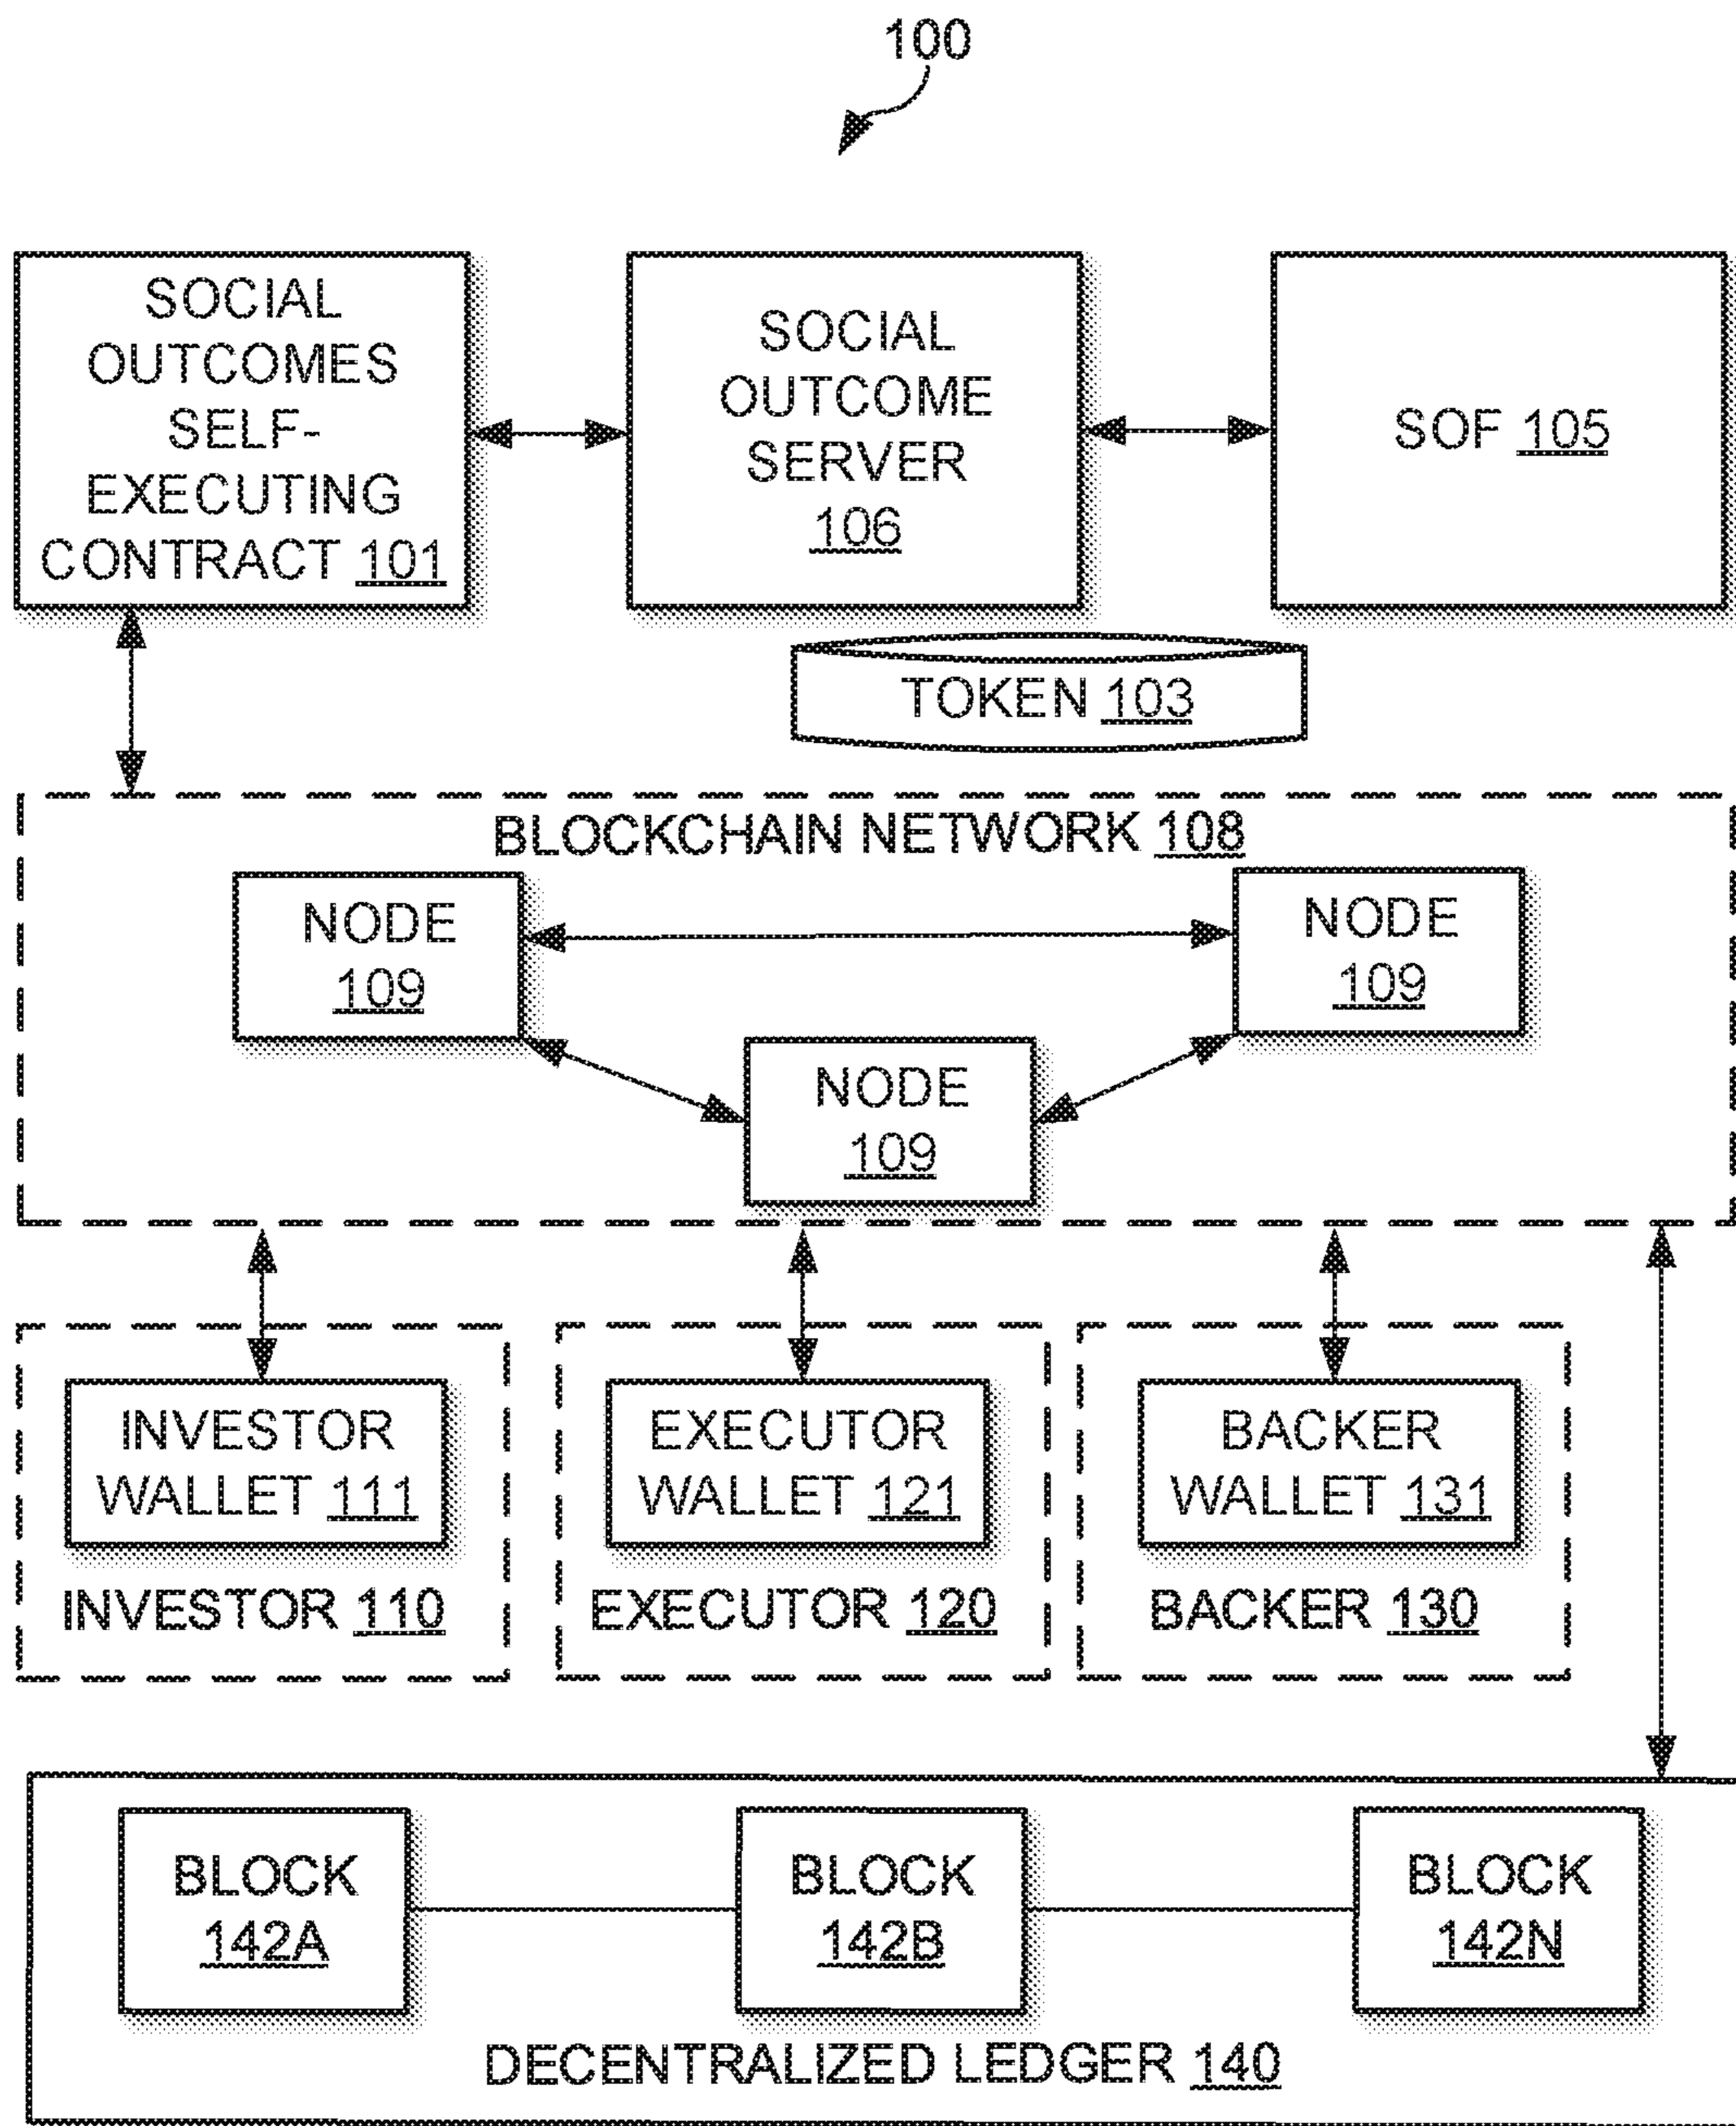 100
SOCIAL
OUTCOMES
SELF-
EXECUTING
CONTRACT 101
SOCIAL
OUTCOME
SERVER
106
SOF 105
TOKEN 103
BLOCKCHAIN NETWORK 108
NODE
109
NODE
109
NODE
109
INVESTOR
WALLET 111
INVESTOR 110
EXECUTOR
WALLET 121
EXECUTOR 120
BACKER
WALLET 131
BACKER 130
BLOCK
142A
BLOCK
142B
BLOCK
142N
DECENTRALIZED LEDGER 140